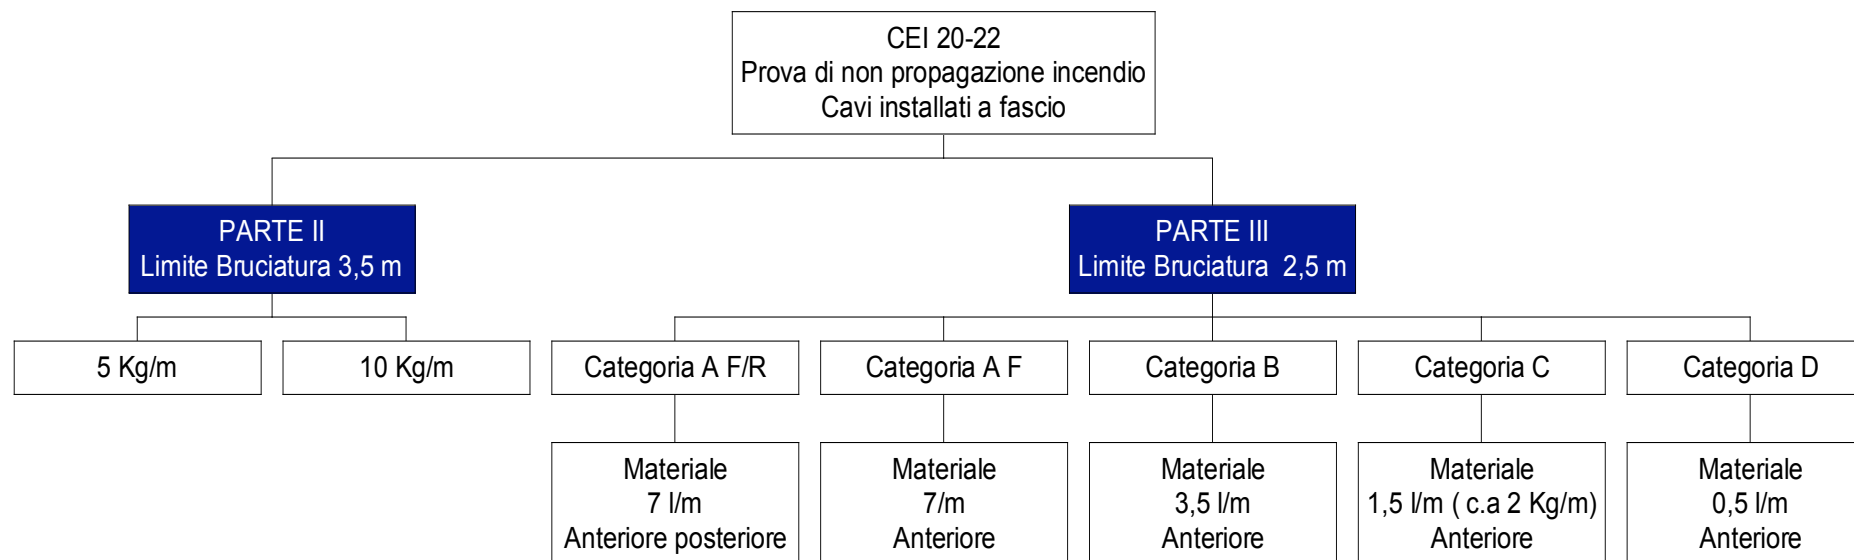 CEI 20-22
Prova di non propagazione incendio
Cavi installati a fascio
PARTE II
Limite Bruciatura 3,5 m
PARTE III
Limite Bruciatura 2,5 m
5 Kg/m
10 Kg/m
Categoria A F/R
Categoria A F
Categoria B
Categoria C
Categoria D
Materiale
7 l/m
Anteriore posteriore
Materiale
7/m
Anteriore
Materiale
3,5 l/m
Anteriore
Materiale
1,5 l/m ( c.a 2 Kg/m)
Anteriore
Materiale
0,5 l/m
Anteriore